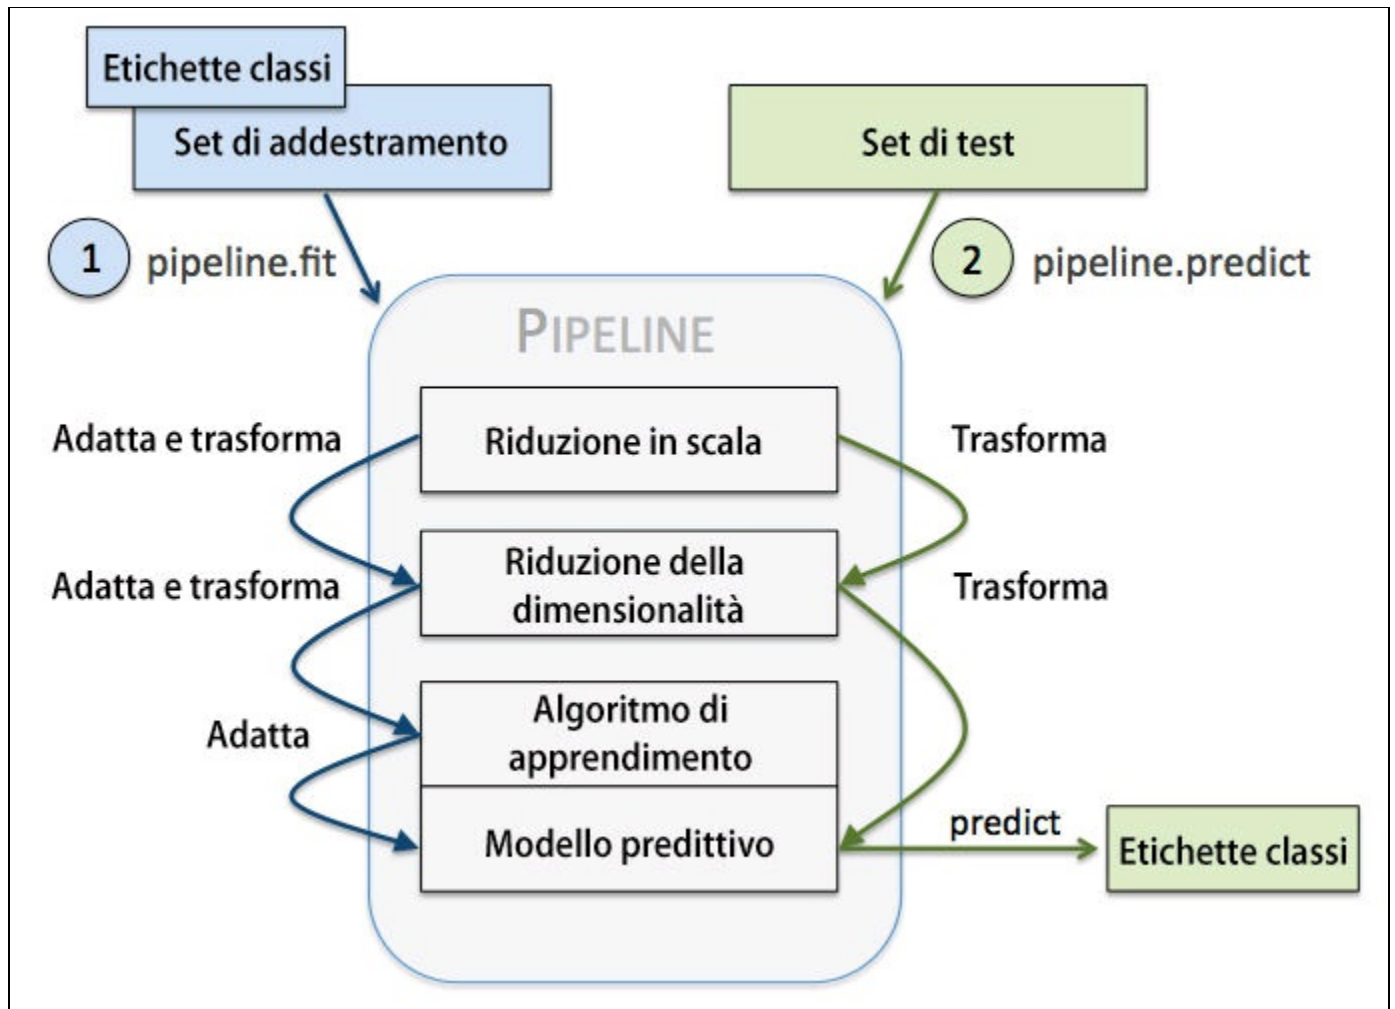 Etichette classi
Set di addestramento
Set di test
1
pipeline.fit
2
pipeline.predict
PIPELINE
Adatta e trasforma
Riduzione in scala
Trasforma
Adatta e trasforma
Riduzione della
dimensionalità
Trasforma
Adatta
Algoritmo di
apprendimento
Modello predittivo
predict
Etichette classi